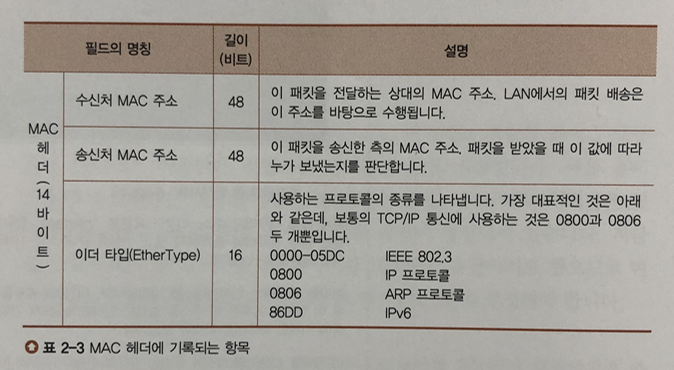 필드의 명칭
길이
(비트)
설명
MAC 헤더(14바이트)
수신처 MAC 주소
48
이 패킷을 전달하는 상대의 MAC 주소. LAN에서의 패킷 배송은
이 주소를 바탕으로 수행됩니다.
송신처 MAC 주소
48
이 패킷을 송신한 측의 MAC 주소. 패킷을 받았을 때 이 값에 따라
누가 보냈는지를 판단합니다.
이더 타입(EtherType)
16
사용하는 프로토콜의 종류를 나타냅니다. 가장 대표적인 것은 아래
와 같은데, 보통의 TCP/IP 통신에 사용하는 것은 0800과 0806
두 개뿐입니다.
0000-05DC IEEE 802.3
0800 IP 프로토콜
0806 ARP 프로토콜
86DD IPv6
표 2-3 MAC 헤더에 기록되는 항목